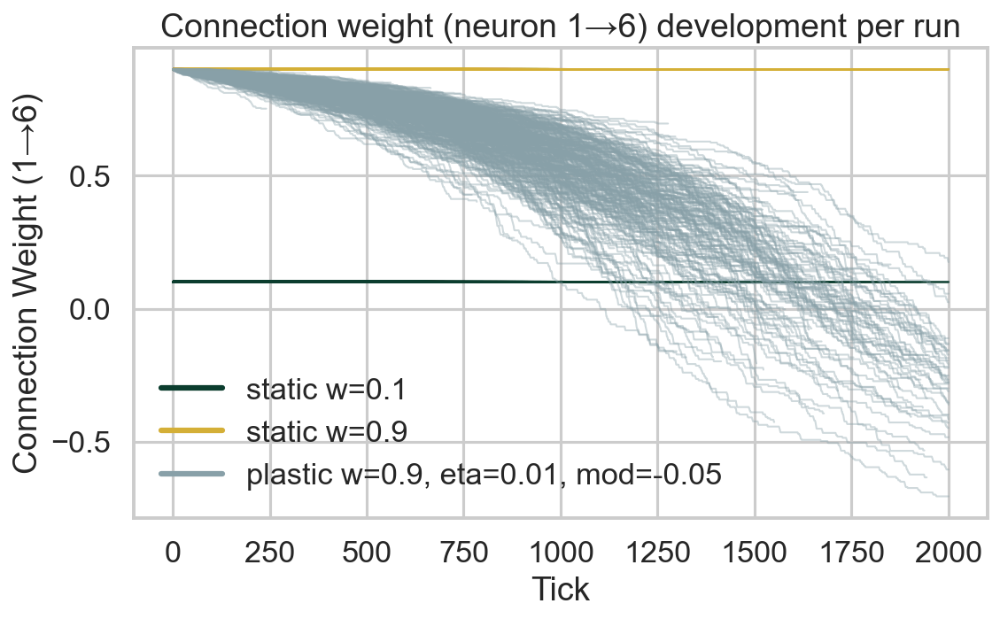 Connection weight (neuron 1→6) development per run
Connection Weight (1→6)
0.5
0.0
−0.5
static w=0.1
static w=0.9
plastic w=0.9, eta=0.01, mod=-0.05
0 250 500 750 1000 1250 1500 1750 2000
Tick